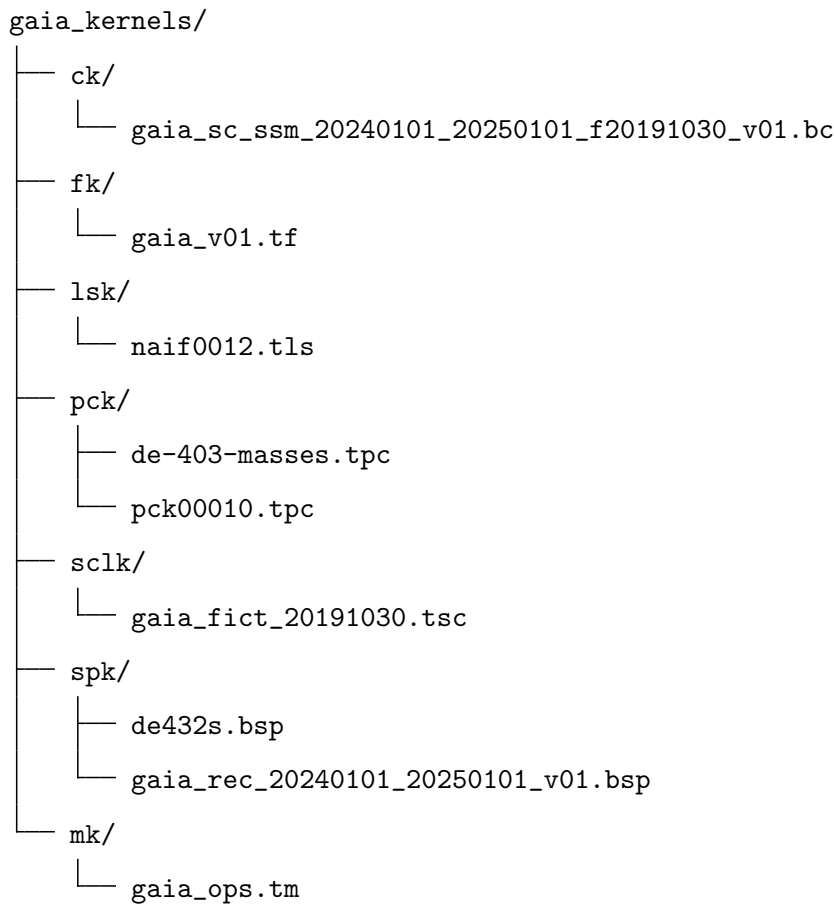 gaia_kernels/
ck/
gaia_sc_ssm_20240101_20250101_f20191030_v01.bc
fk/
gaia_v01.tf
lsk/
naif0012.tls
pck/
de-403-masses.tpc
pck00010.tpc
sclk/
gaia_fict_20191030.tsc
spk/
de432s.bsp
gaia_rec_20240101_20250101_v01.bsp
mk/
gaia_ops.tm